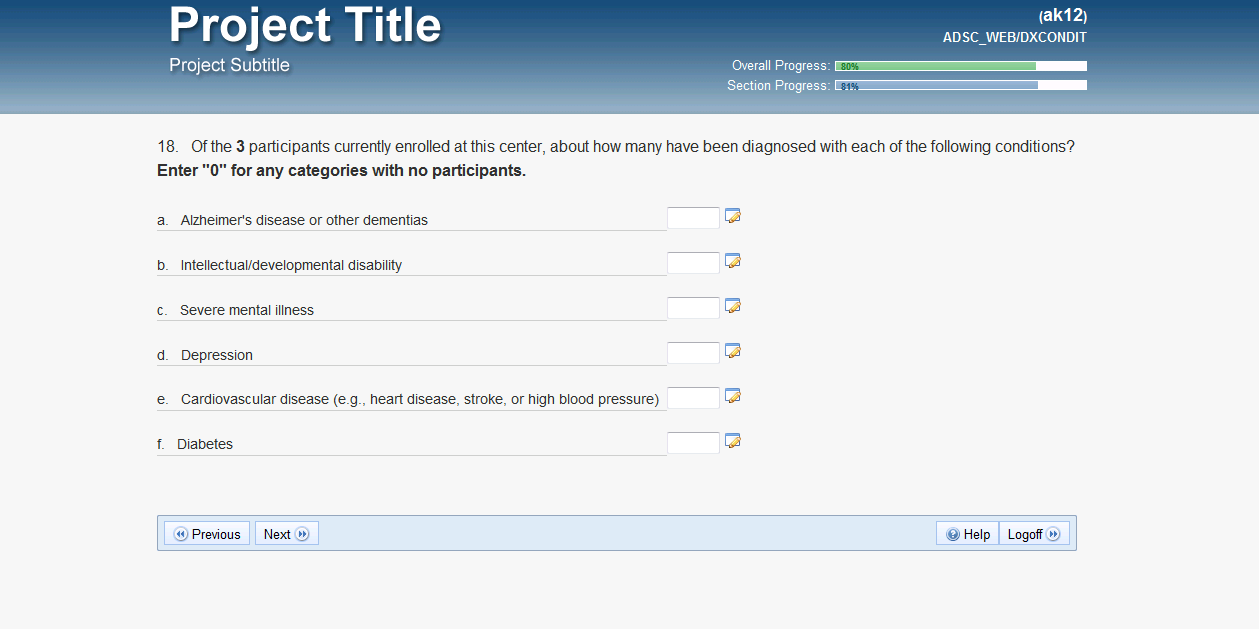 Project Title
Project Subtitle
(ak12)
ADSC_WEB/DXCONDIT
Overall Progress: 80%
Section Progress: 81%
18. Of the 3 participants currently enrolled at this center, about how many have been diagnosed with each of the following conditions?
Enter "0" for any categories with no participants.
a. Alzheimer's disease or other dementias
b. Intellectual/developmental disability
c. Severe mental illness
d. Depression
e. Cardiovascular disease (e.g., heart disease, stroke, or high blood pressure)
f. Diabetes
Previous Next Help Logoff